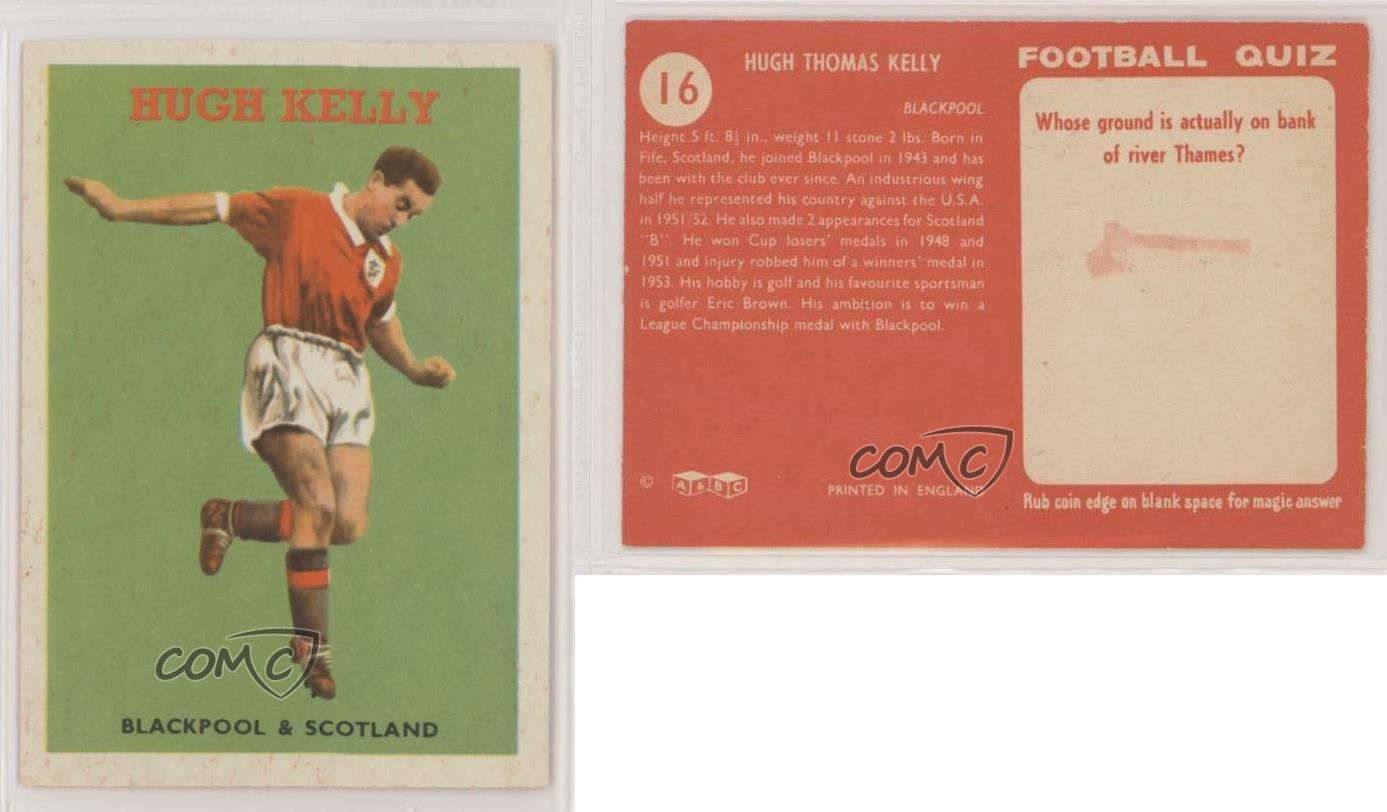 HUGH KELLY
COMC
BLACKPOOL & SCOTLAND
16
HUGH THOMAS KELLY
BLACKPOOL
Height 5 ft. 8½ in., weight 11 stone 2 lbs. Born in
Fife, Scotland, he joined Blackpool in 1943 and has
been with the club ever since. An industrious wing
half he represented his country against the U.S.A.
in 1951/52. He also made 2 appearances for Scotland
"B". He won Cup losers' medals in 1948 and
1951 and injury robbed him of a winners' medal in
1953. His hobby is golf and his favourite sportsman
is golfer Eric Brown. His ambition is to win a
League Championship medal with Blackpool.
© A & BC
PRINTED IN ENGLAND
COMC
FOOTBALL QUIZ
Whose ground is actually on bank
of river Thames?
Rub coin edge on blank space for magic answer